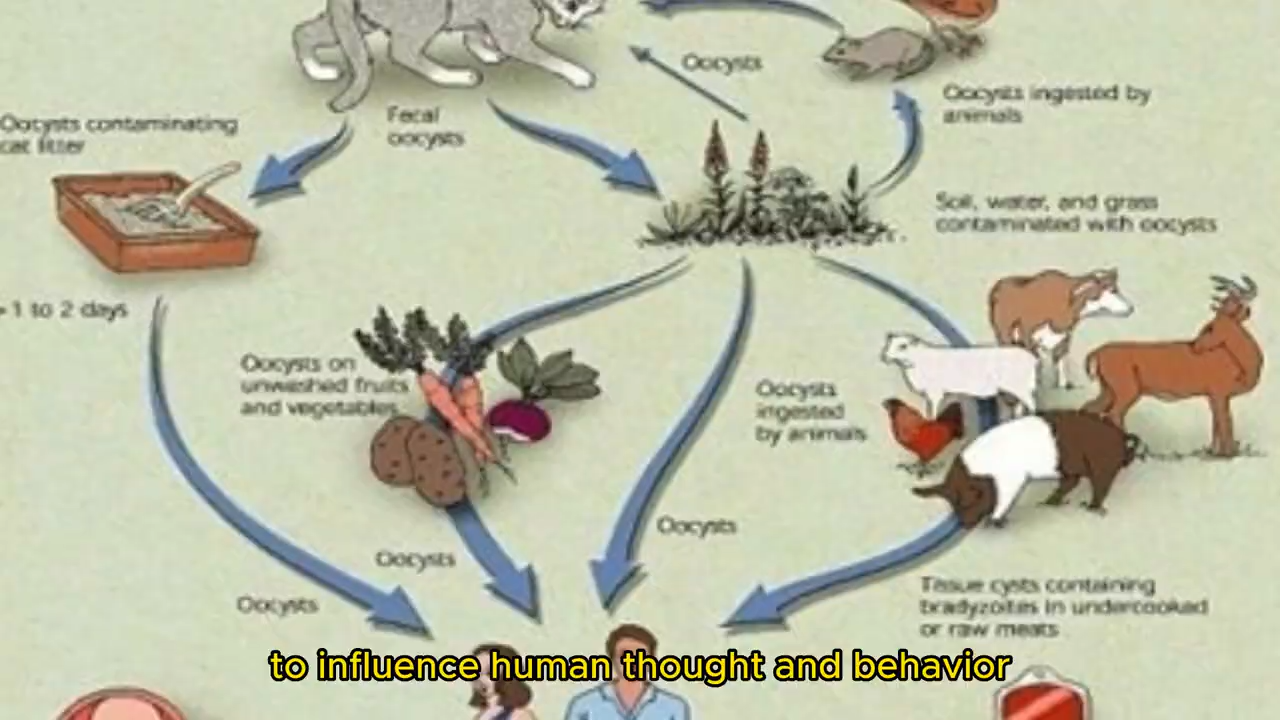 Oocysts
Oocysts ingested by
animals
Fecal
oocysts
Oocysts contaminating
cat litter
Soil, water, and grass
contaminated with oocysts
1 to 2 days
Oocysts on
unwashed fruits
and vegetables
Oocysts
ingested
by animals
Oocysts
Oocysts
Oocysts
Tissue cysts containing
bradyzoites in undercooked
or raw meats
to influence human thought and behavior